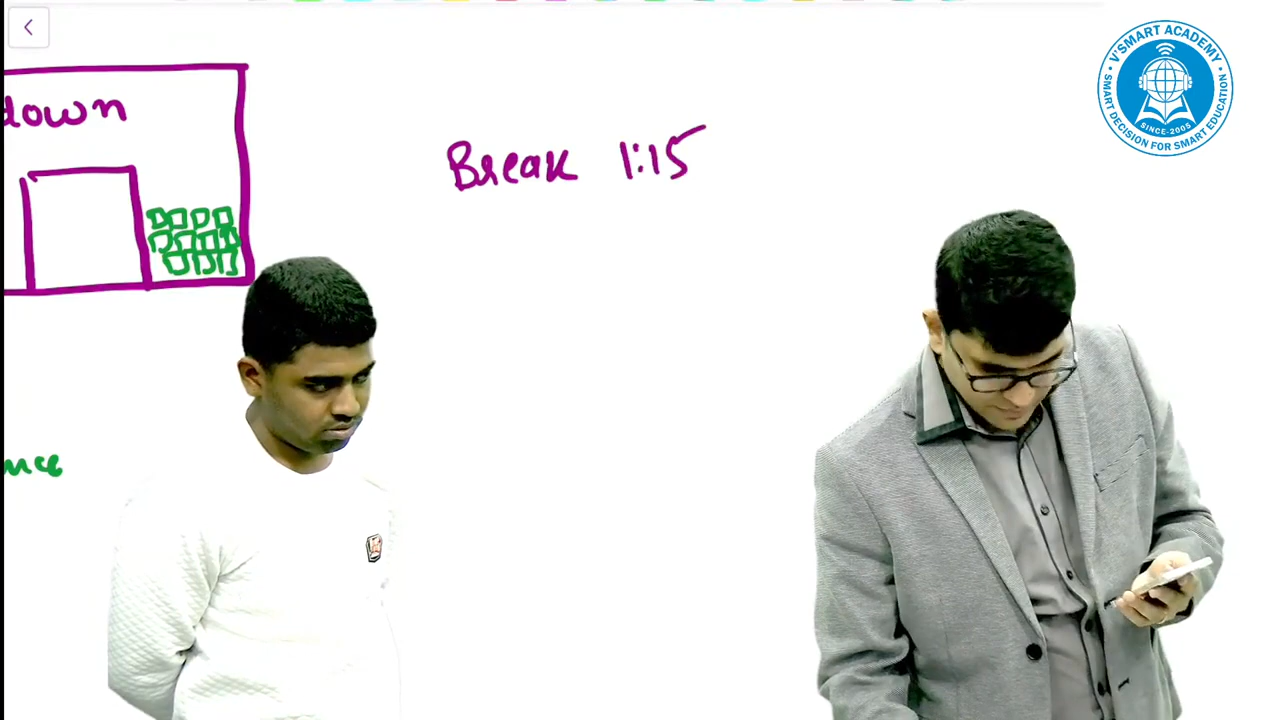 down
Break 1:15
V'SMART ACADEMY
SINCE-2005
SMART DECISION FOR SMART EDUCATION